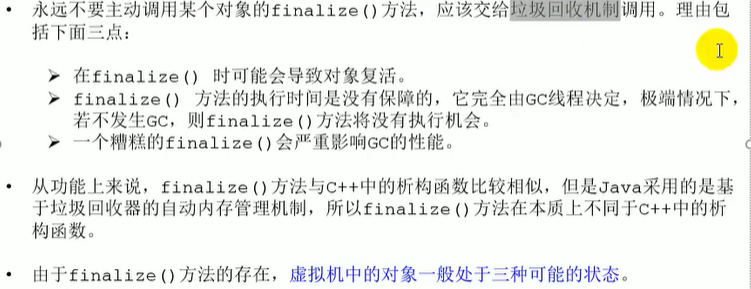 • 永远不要主动调用某个对象的finalize()方法，应该交给垃圾回收机制调用。理由包
括下面三点：
➢ 在finalize() 时可能会导致对象复活。
➢ finalize() 方法的执行时间是没有保障的，它完全由GC线程决定，极端情况下，
若不发生GC，则finalize()方法将没有执行机会。
➢ 一个糟糕的finalize()会严重影响GC的性能。
• 从功能上来说，finalize()方法与C++中的析构函数比较相似，但是Java采用的是基
于垃圾回收器的自动内存管理机制，所以finalize()方法在本质上不同于C++中的析
构函数。
• 由于finalize()方法的存在，虚拟机中的对象一般处于三种可能的状态。